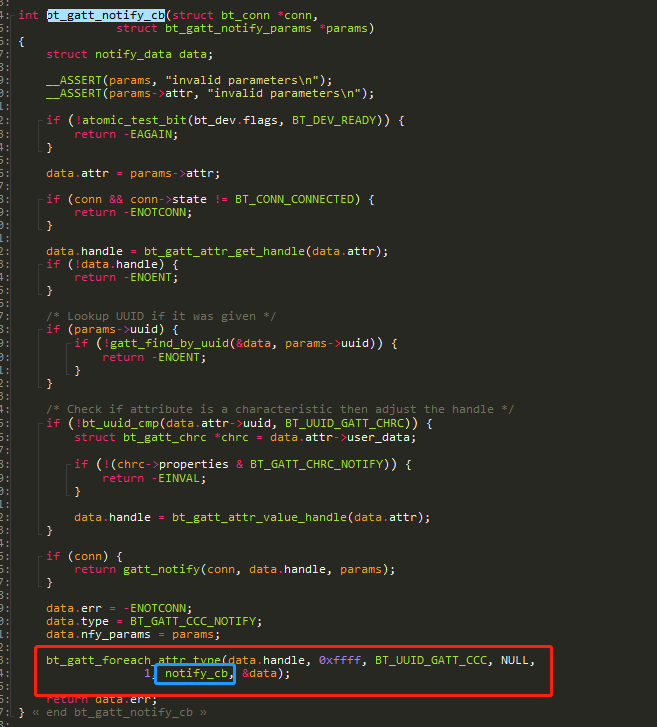 int bt_gatt_notify_cb(struct bt_conn *conn,
struct bt_gatt_notify_params *params)
{
struct notify_data data;
__ASSERT(params, "invalid parameters\n");
__ASSERT(params->attr, "invalid parameters\n");
if (!atomic_test_bit(bt_dev.flags, BT_DEV_READY)) {
return -EAGAIN;
}
data.attr = params->attr;
if (conn && conn->state != BT_CONN_CONNECTED) {
return -ENOTCONN;
}
data.handle = bt_gatt_attr_get_handle(data.attr);
if (!data.handle) {
return -ENOENT;
}
/* Lookup UUID if it was given */
if (params->uuid) {
if (!gatt_find_by_uuid(&data, params->uuid)) {
return -ENOENT;
}
}
/* Check if attribute is a characteristic then adjust the handle */
if (!bt_uuid_cmp(data.attr->uuid, BT_UUID_GATT_CHRC)) {
struct bt_gatt_chrc *chrc = data.attr->user_data;
if (!(chrc->properties & BT_GATT_CHRC_NOTIFY)) {
return -EINVAL;
}
data.handle = bt_gatt_attr_value_handle(data.attr);
}
if (conn) {
return gatt_notify(conn, data.handle, params);
}
data.err = -ENOTCONN;
data.type = BT_GATT_CCC_NOTIFY;
data.nfy_params = params;
bt_gatt_foreach_attr_type(data.handle, 0xffff, BT_UUID_GATT_CCC, NULL,
1, notify_cb, &data);
return data.err;
} « end bt_gatt_notify_cb »